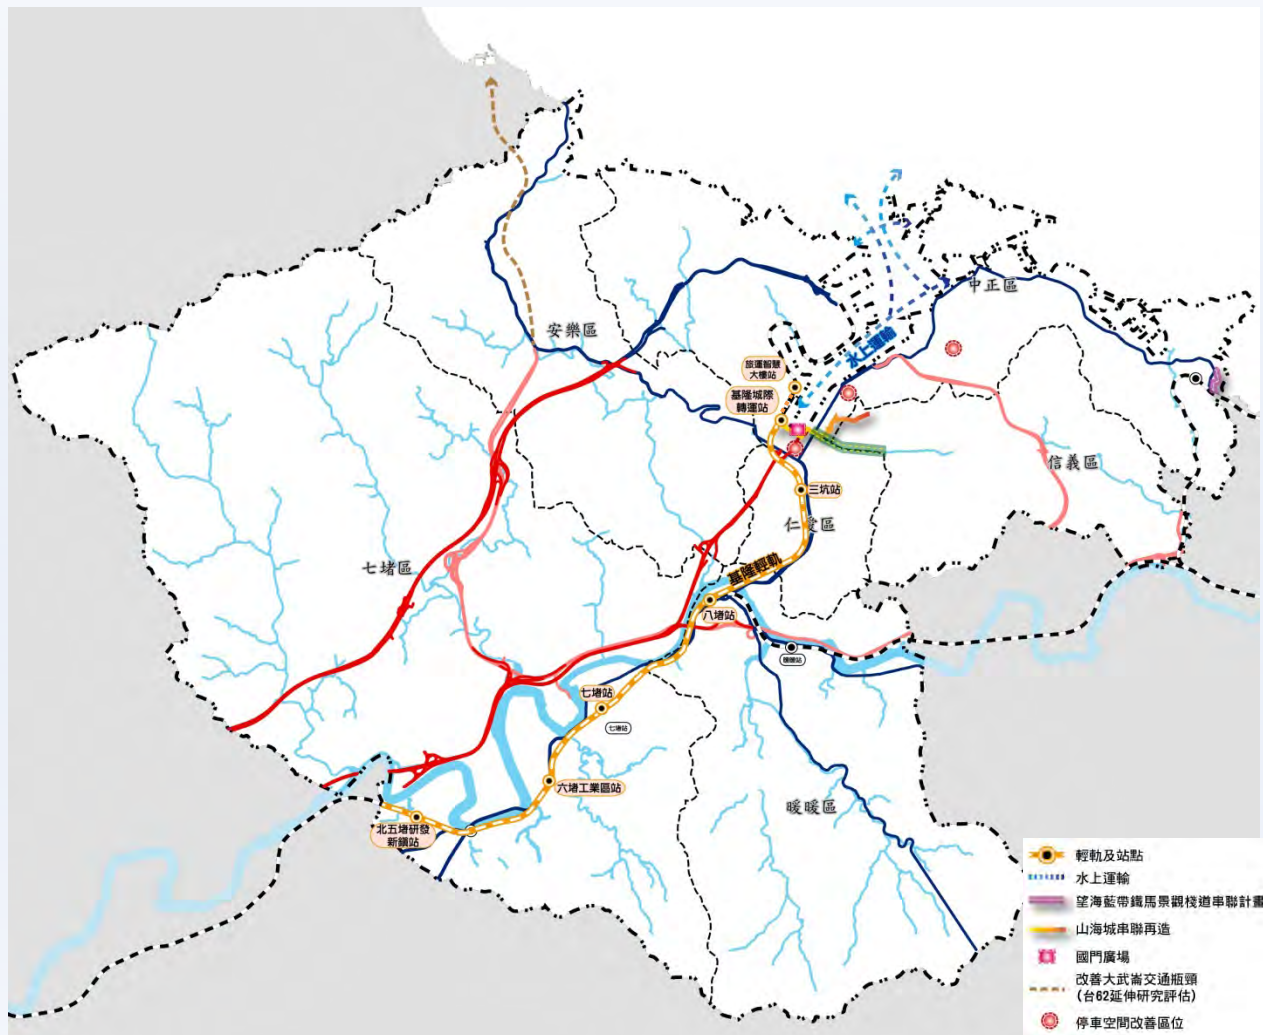 中正區
安樂區
水上運輸
旅運智慧
大樓站
基隆城際
轉運站
信義區
三坑站
仁愛區
七堵區
基隆輕軌
八堵站
暖暖站
七堵站
七堵站
六堵工業區站
暖暖區
北五堵研發
新鎮站
輕軌及站點
水上運輸
望海藍帶鐵馬景觀棧道串聯計畫
山海城串聯再造
國門廣場
改善大武崙交通瓶頸
(台62延伸研究評估)
停車空間改善區位